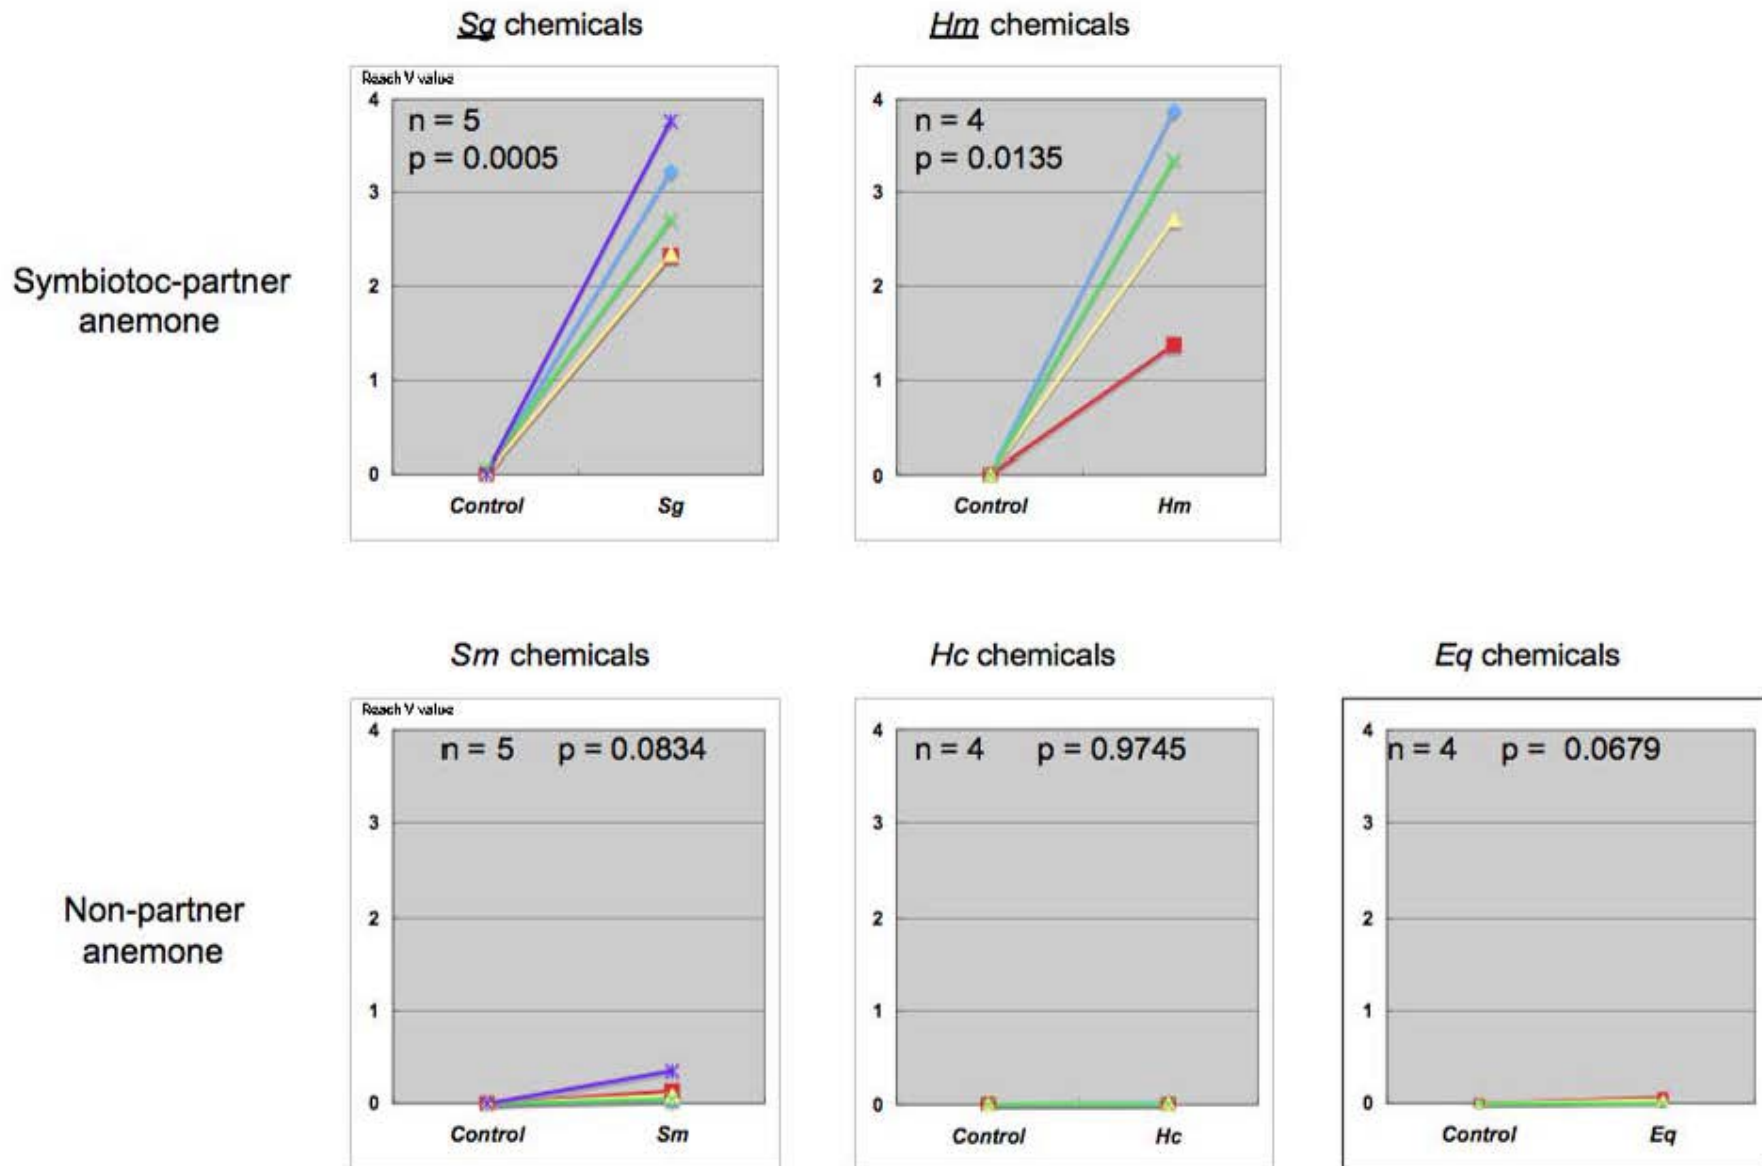 Sg chemicals
Hm chemicals
Reach V value
4
3
2
1
0
n = 5
p = 0.0005
Control
Sg
4
3
2
1
0
n = 4
p = 0.0135
Control
Hm
Symbiotoc-partner
anemone
Sm chemicals
Hc chemicals
Eq chemicals
Reach V value
4
3
2
1
0
n = 5 p = 0.0834
Control
Sm
4
3
2
1
0
n = 4 p = 0.9745
Control
Hc
4
3
2
1
0
n = 4 p = 0.0679
Control
Eq
Non-partner
anemone